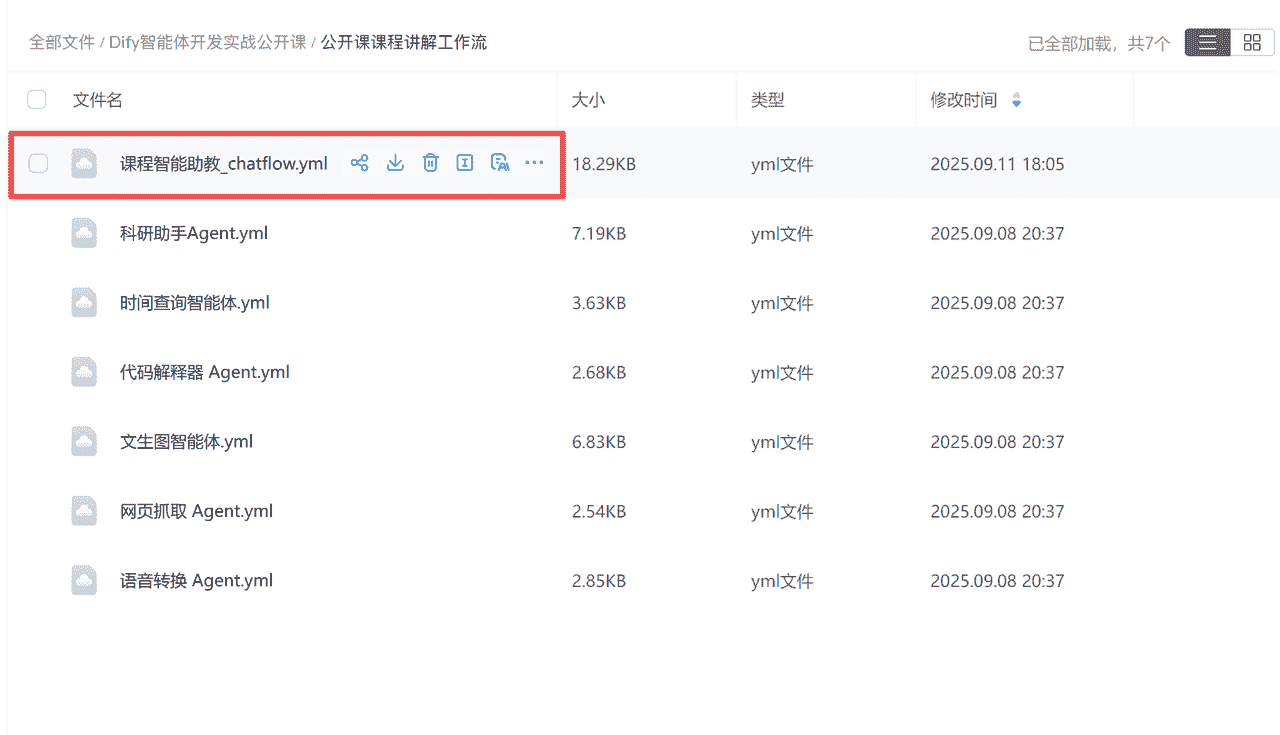 全部文件 / Dify智能体开发实战公开课 / 公开课课程讲解工作流
已全部加载，共7个
文件名 大小 类型 修改时间
课程智能助教_chatflow.yml 18.29KB yml文件 2025.09.11 18:05
科研助手Agent.yml 7.19KB yml文件 2025.09.08 20:37
时间查询智能体.yml 3.63KB yml文件 2025.09.08 20:37
代码解释器 Agent.yml 2.68KB yml文件 2025.09.08 20:37
文生图智能体.yml 6.83KB yml文件 2025.09.08 20:37
网页抓取 Agent.yml 2.54KB yml文件 2025.09.08 20:37
语音转换 Agent.yml 2.85KB yml文件 2025.09.08 20:37